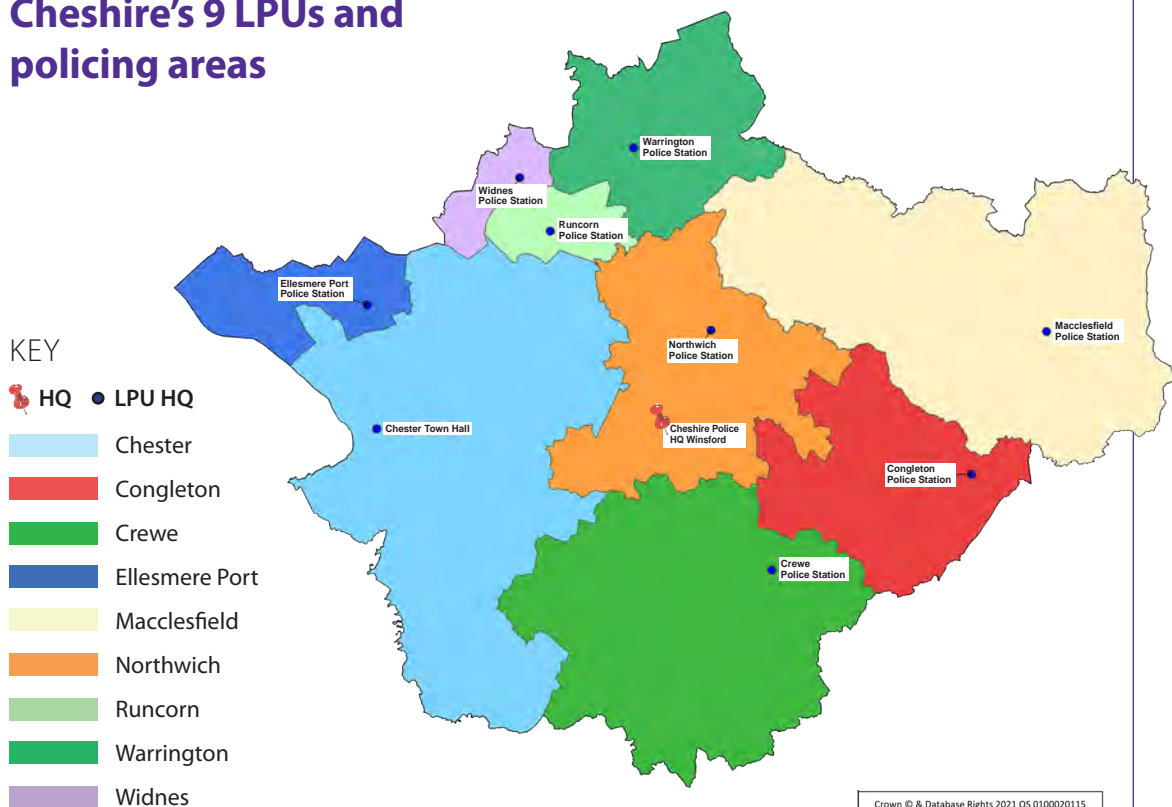 Cheshire’s 9 LPUs and
policing areas
Warrington
Police Station
Widnes
Police Station
Runcorn
Police Station
Ellesmere Port
Police Station
Macclesfield
Police Station
Northwich
Police Station
Chester Town Hall
Cheshire Police
HQ Winsford
Congleton
Police Station
Crewe
Police Station
KEY
HQ LPU HQ
Chester
Congleton
Crewe
Ellesmere Port
Macclesfield
Northwich
Runcorn
Warrington
Widnes
Crown © & Database Rights 2021 OS 0100020115